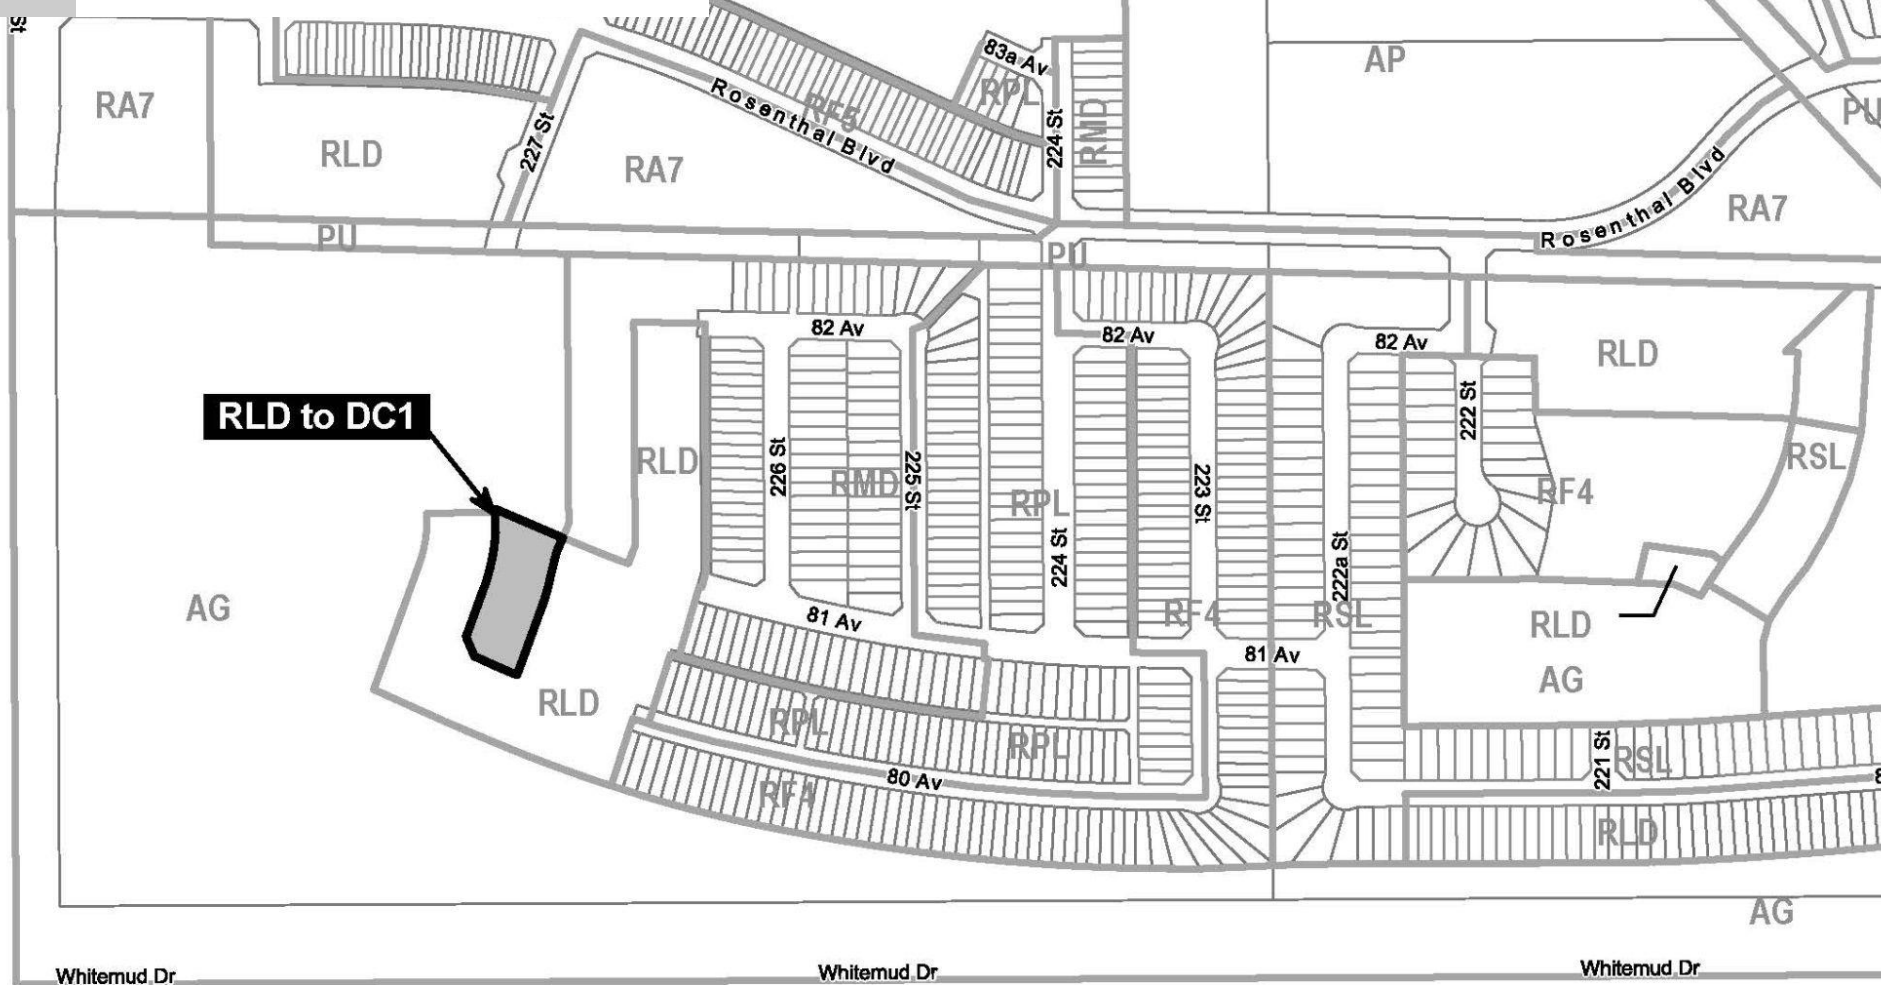 St
83a Av
AP
RA7
RPL
RF5
Rosenthal Blvd
224 St
RMD
PU
227 St
RLD
RA7
Rosenthal Blvd
RA7
PU
PU
82 Av
82 Av
82 Av
RLD
RLD to DC1
222 St
RLD
226 St
RMD
225 St
RPL
223 St
RSL
RF4
224 St
222a St
AG
81 Av
RF4
RSL
RLD
81 Av
AG
RLD
RPL
RPL
221 St
RSL
80 Av
8
RF4
RLD
AG
Whitemud Dr
Whitemud Dr
Whitemud Dr